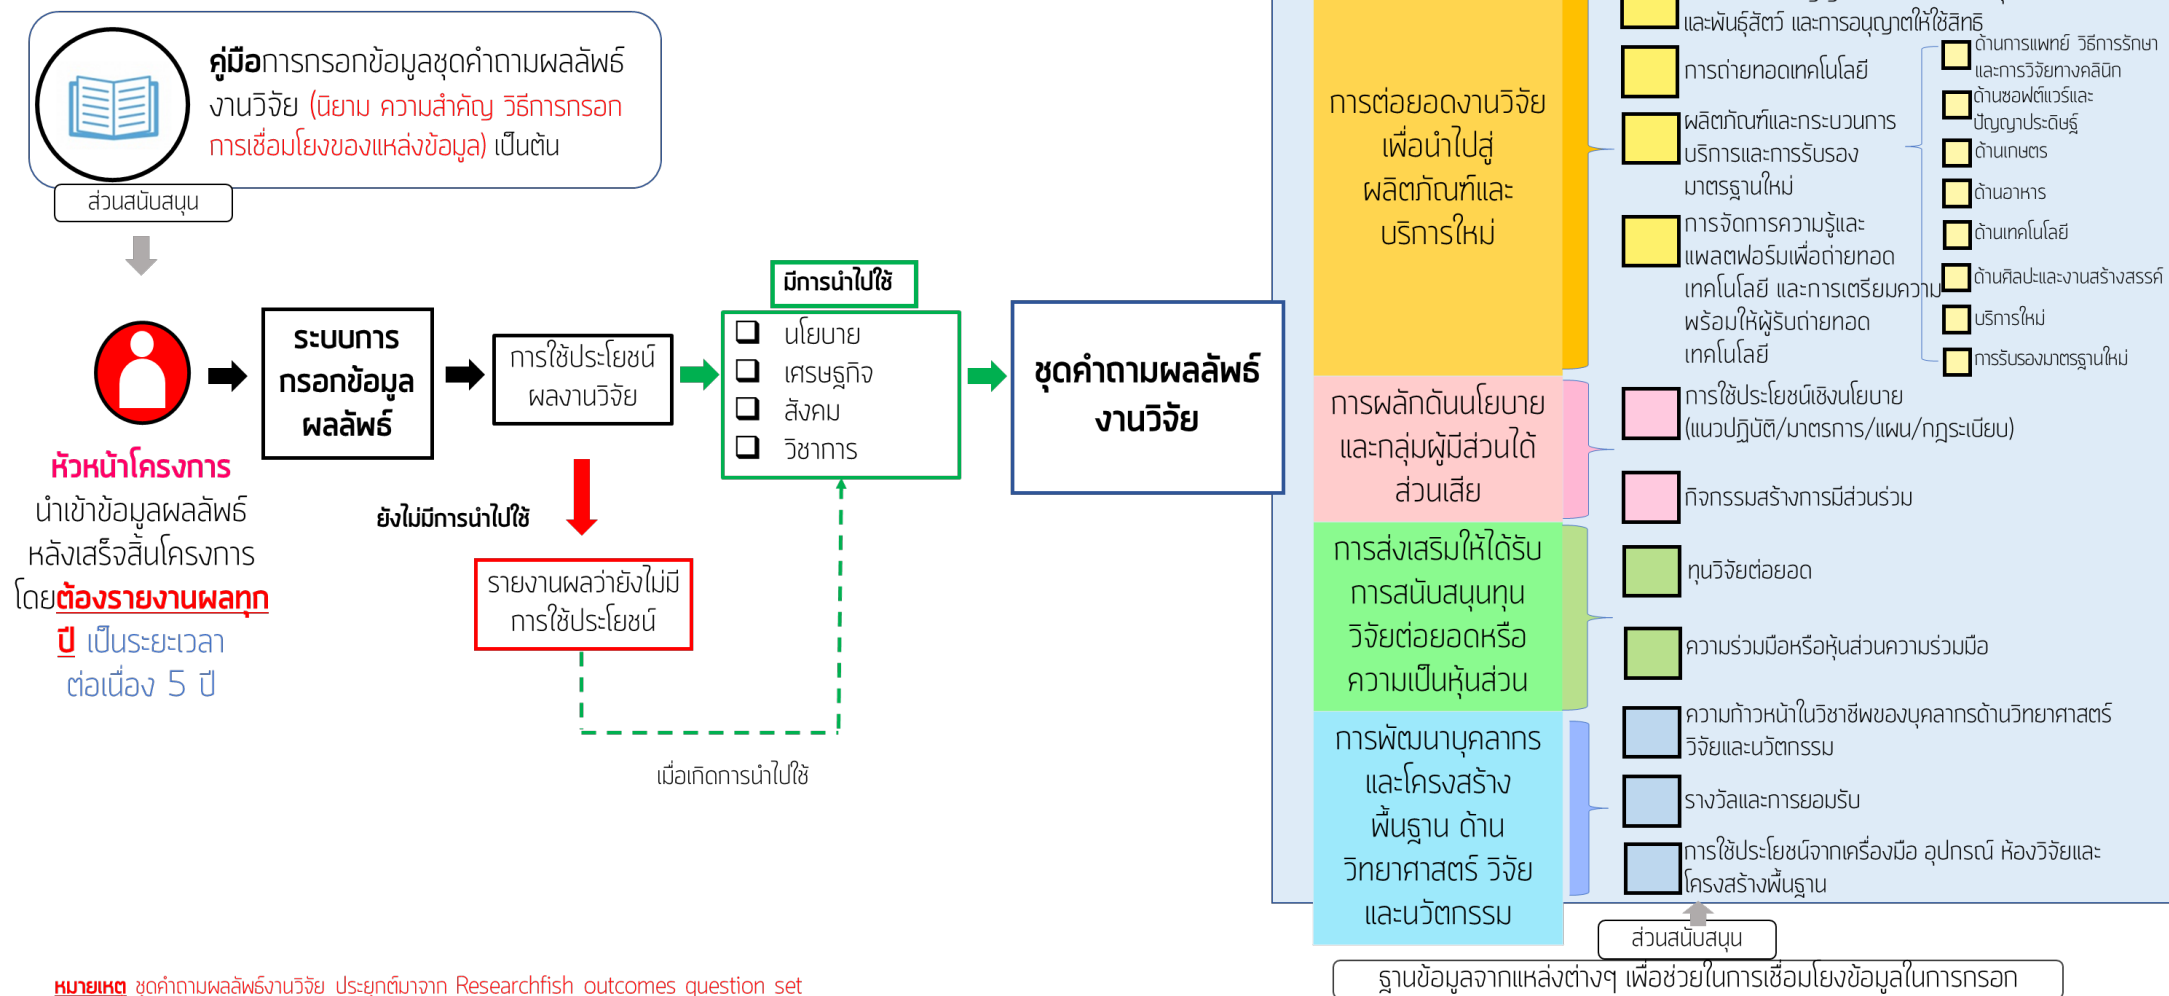 คู่มือการกรอกข้อมูลชุดคำถามผลลัพธ์
งานวิจัย (นิยาม ความสำคัญ วิธีการกรอก
การเชื่อมโยงของแหล่งข้อมูล) เป็นต้น
ส่วนสนับสนุน
หัวหน้าโครงการ
นำเข้าข้อมูลผลลัพธ์
หลังเสร็จสิ้นโครงการ
โดยต้องรายงานผลทุก
ปี เป็นระยะเวลา
ต่อเนื่อง 5 ปี
ระบบการ
กรอกข้อมูล
ผลลัพธ์
การใช้ประโยชน์
ผลงานวิจัย
ยังไม่มีการนำไปใช้
รายงานผลว่ายังไม่มี
การใช้ประโยชน์
เมื่อเกิดการนำไปใช้
มีการนำไปใช้
นโยบาย
เศรษฐกิจ
สังคม
วิชาการ
ชุดคำถามผลลัพธ์
งานวิจัย
การต่อยอดงานวิจัย
เพื่อนำไปสู่
ผลิตภัณฑ์และ
บริการใหม่
และพันธุ์สัตว์ และการอนุญาตให้ใช้สิทธิ
การถ่ายทอดเทคโนโลยี
ผลิตภัณฑ์และกระบวนการ
บริการและการรับรอง
มาตรฐานใหม่
การจัดการความรู้และ
แพลตฟอร์มเพื่อถ่ายทอด
เทคโนโลยี และการเตรียมความ
พร้อมให้ผู้รับถ่ายทอด
เทคโนโลยี
ด้านการแพทย์ วิธีการรักษา
และการวิจัยทางคลินิก
ด้านซอฟต์แวร์และ
ปัญญาประดิษฐ์
ด้านเกษตร
ด้านอาหาร
ด้านเทคโนโลยี
ด้านศิลปะและงานสร้างสรรค์
บริการใหม่
การรับรองมาตรฐานใหม่
การผลักดันนโยบาย
และกลุ่มผู้มีส่วนได้
ส่วนเสีย
การใช้ประโยชน์เชิงนโยบาย
(แนวปฏิบัติ/มาตรการ/แผน/กฎระเบียบ)
กิจกรรมสร้างการมีส่วนร่วม
การส่งเสริมให้ได้รับ
การสนับสนุนทุน
วิจัยต่อยอดหรือ
ความเป็นหุ้นส่วน
ทุนวิจัยต่อยอด
ความร่วมมือหรือหุ้นส่วนความร่วมมือ
การพัฒนาบุคลากร
และโครงสร้าง
พื้นฐาน ด้าน
วิทยาศาสตร์ วิจัย
และนวัตกรรม
ความก้าวหน้าในวิชาชีพของบุคลากรด้านวิทยาศาสตร์
วิจัยและนวัตกรรม
รางวัลและการยอมรับ
การใช้ประโยชน์จากเครื่องมือ อุปกรณ์ ห้องวิจัยและ
โครงสร้างพื้นฐาน
ส่วนสนับสนุน
ฐานข้อมูลจากแหล่งต่างๆ เพื่อช่วยในการเชื่อมโยงข้อมูลในการกรอก
หมายเหตุ ชุดคำถามผลลัพธ์งานวิจัย ประยุกต์มาจาก Researchfish outcomes question set